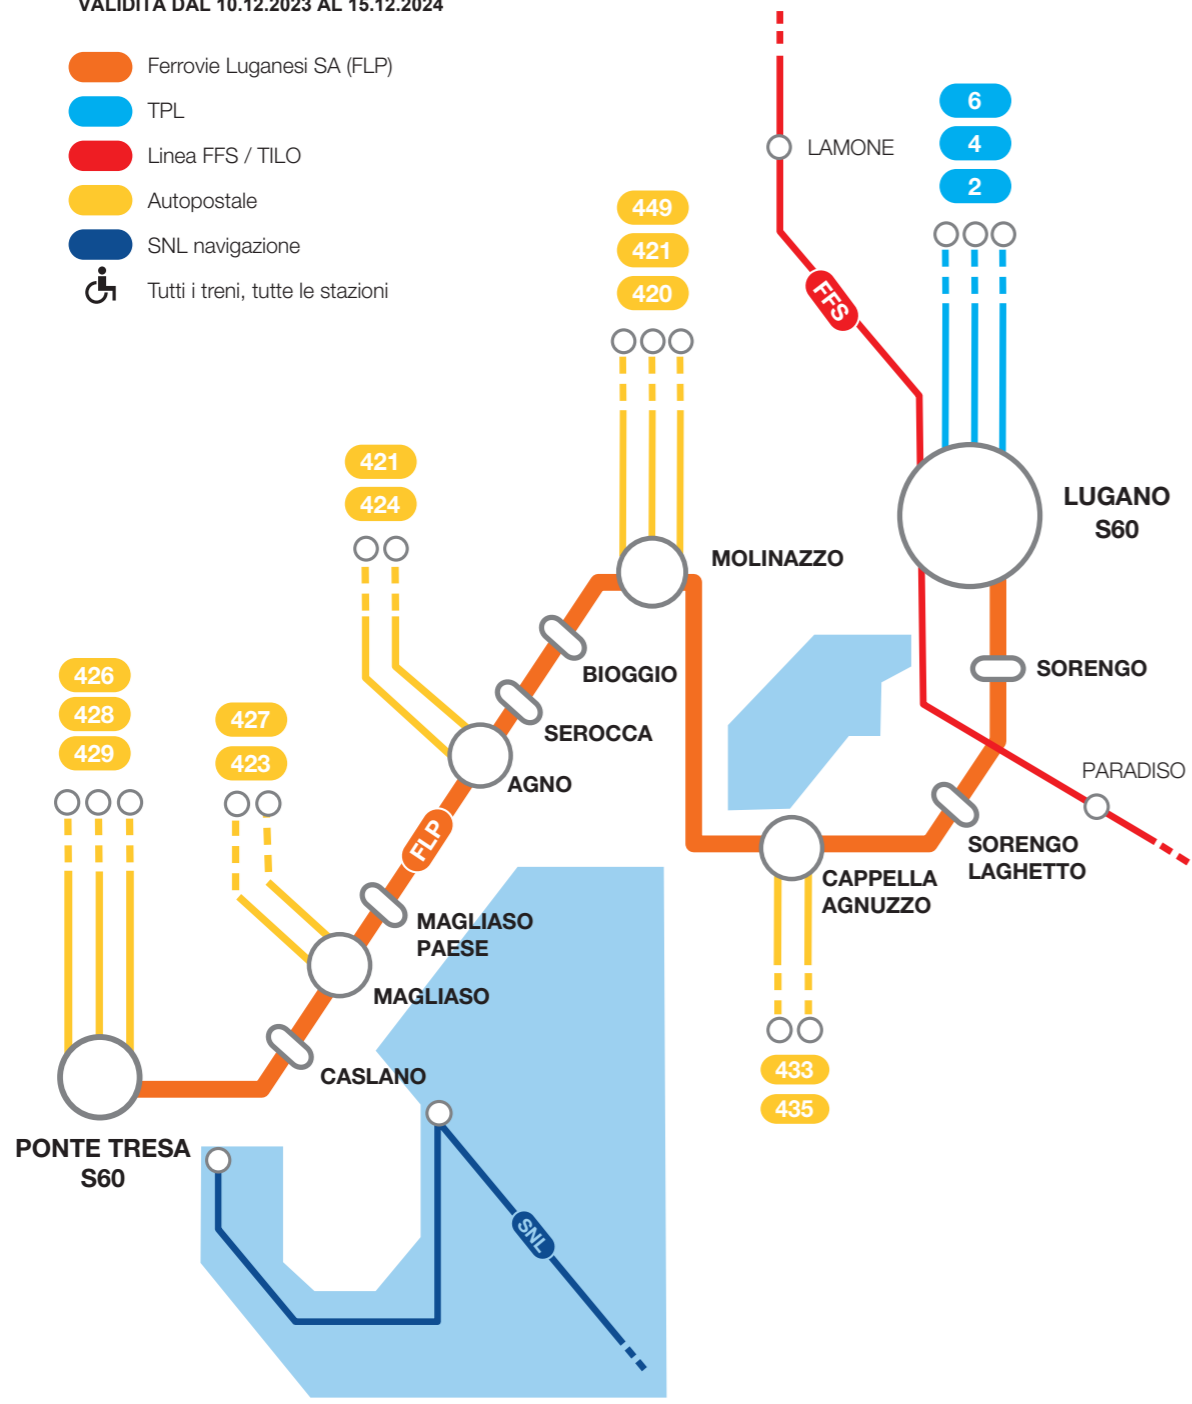 VALIDITÀ DAL 10.12.2023 AL 15.12.2024
Ferrovie Luganesi SA (FLP)
TPL
Linea FFS / TILO
Autopostale
SNL navigazione
Tutti i treni, tutte le stazioni
6
4
2
LAMONE
FFS
449
421
420
421
424
LUGANO
S60
MOLINAZZO
BIOGGIO
SORENGO
426
428
429
427
423
SEROCCA
AGNO
PARADISO
FLP
SORENGO
LAGHETTO
CAPPELLA
AGNUZZO
MAGLIASO
PAESE
MAGLIASO
CASLANO
433
435
PONTE TRESA
S60
SNL